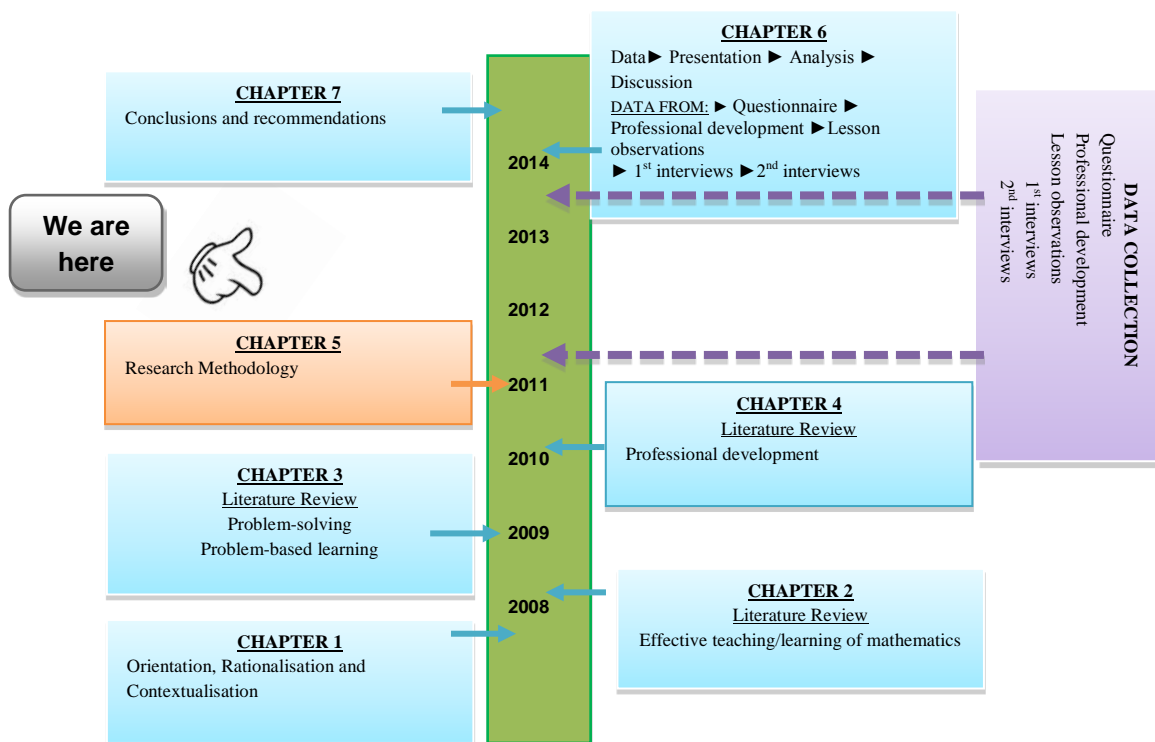 CHAPTER 6
Data► Presentation ► Analysis ►
Discussion
DATA FROM: ► Questionnaire ►
Professional development ►Lesson
observations
► 1st interviews ►2nd interviews
CHAPTER 7
Conclusions and recommendations
DATA COLLECTION
Questionnaire
Professional development
Lesson observations
1st interviews
2nd interviews
2014
We are
here
2013
2012
CHAPTER 5
Research Methodology
2011
CHAPTER 4
Literature Review
Professional development
2010
CHAPTER 3
Literature Review
Problem-solving
Problem-based learning
2009
CHAPTER 2
Literature Review
Effective teaching/learning of mathematics
2008
CHAPTER 1
Orientation, Rationalisation and
Contextualisation